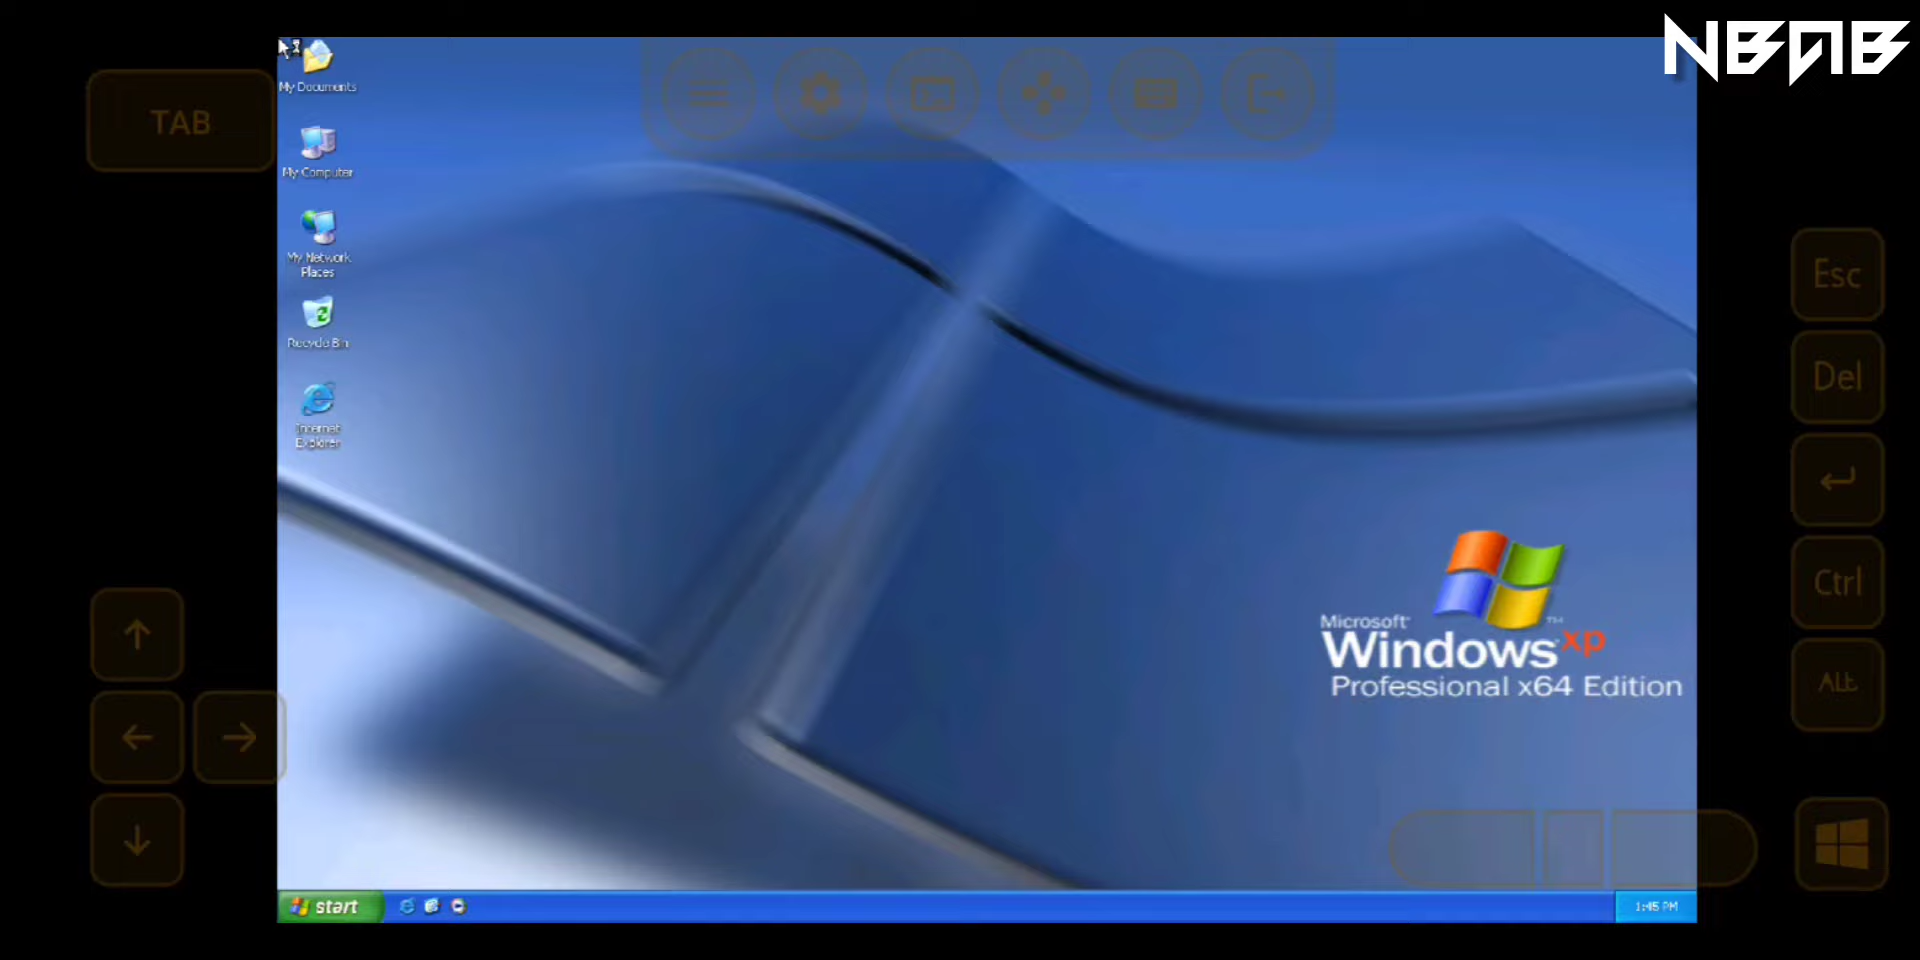 NBAB
TAB
My Documents
My Computer
My Network
Places
Recycle Bin
Internet
Explorer
Esc
Del
Ctrl
Alt
Microsoft
Windows xp
TM
Professional x64 Edition
start
1:45 PM